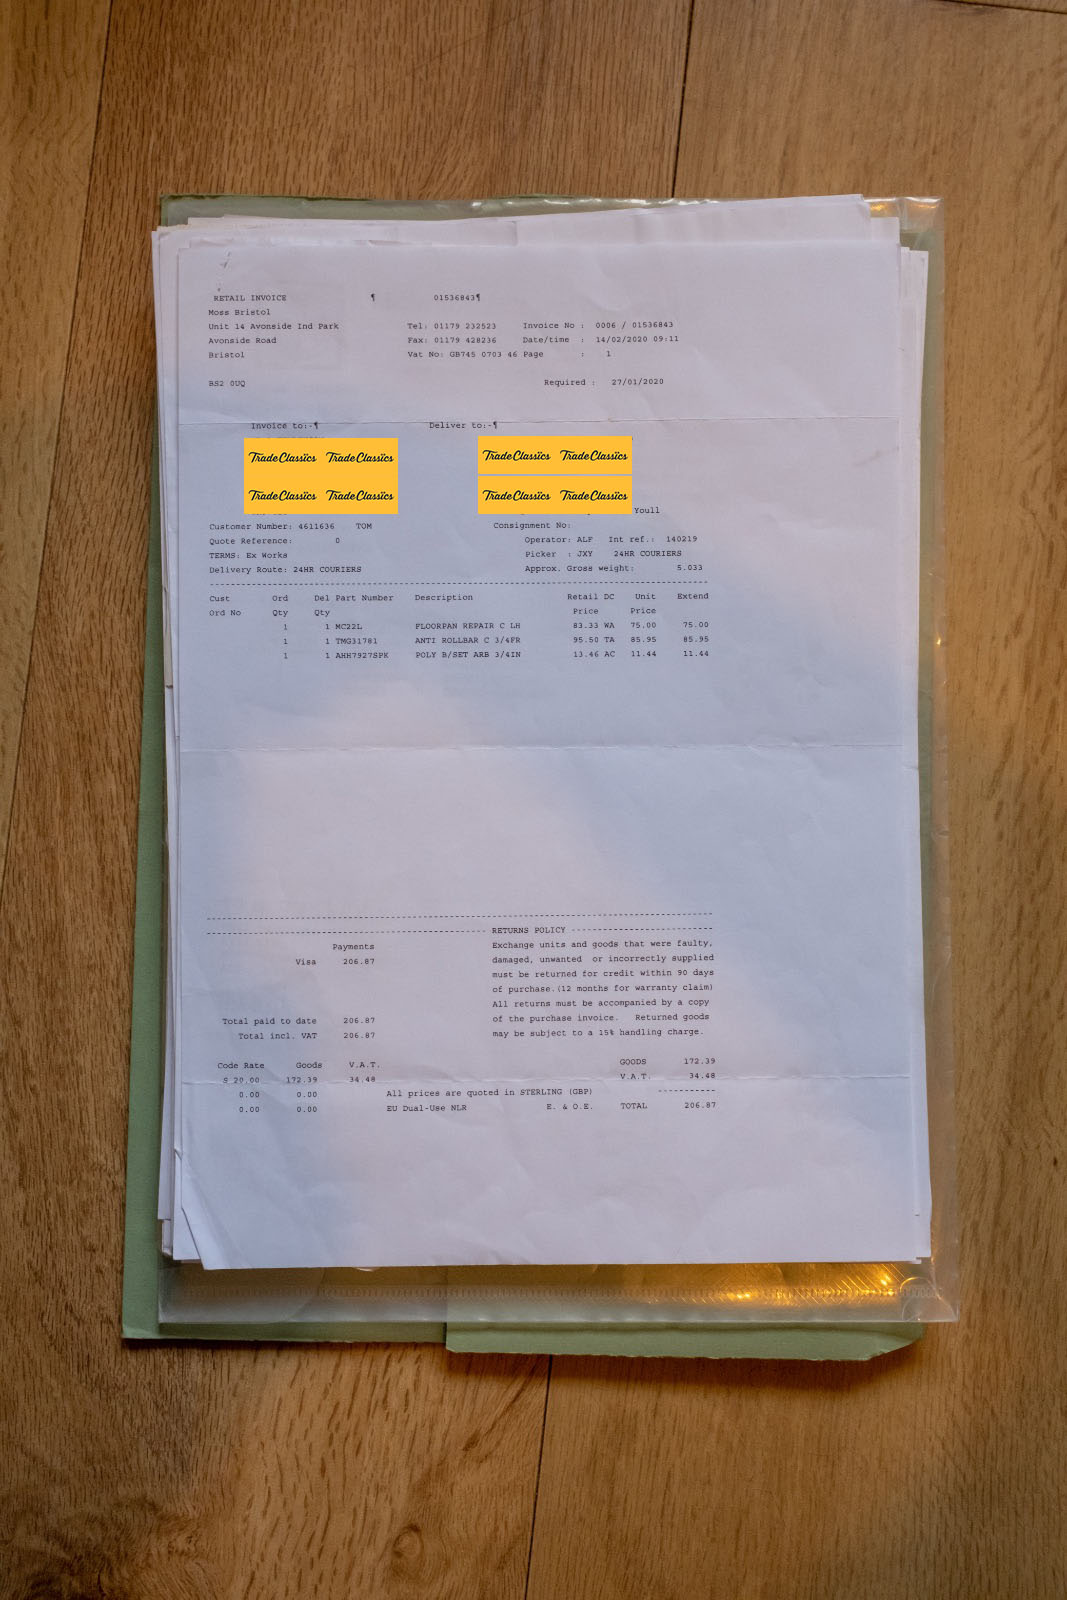 RETAIL INVOICE ¶ 01536843¶
Moss Bristol
Unit 14 Avonside Ind Park Tel: 01179 232523 Invoice No : 0006 / 01536843
Avonside Road Fax: 01179 428236 Date/time : 14/02/2020 09:11
Bristol Vat No: GB745 0703 46 Page : 1
BS2 0UQ Required : 27/01/2020
Invoice to:-¶ Deliver to:-¶
TradeClassics TradeClassics TradeClassics TradeClassics
TradeClassics TradeClassics TradeClassics TradeClassics
Youll
Customer Number: 4611636 TOM Consignment No:
Quote Reference: 0 Operator: ALF Int ref.: 140219
TERMS: Ex Works Picker : JXY 24HR COURIERS
Delivery Route: 24HR COURIERS Approx. Gross weight: 5.033
Cust Ord Del Part Number Description Retail DC Unit Extend
Ord No Qty Qty Price Price
1 1 MC22L FLOORPAN REPAIR C LH 83.33 WA 75.00 75.00
1 1 TMG31781 ANTI ROLLBAR C 3/4FR 95.50 TA 85.95 85.95
1 1 AHH7927SPK POLY B/SET ARB 3/4IN 13.46 AC 11.44 11.44
RETURNS POLICY
Payments Exchange units and goods that were faulty,
Visa 206.87 damaged, unwanted or incorrectly supplied
must be returned for credit within 90 days
of purchase.(12 months for warranty claim)
All returns must be accompanied by a copy
Total paid to date 206.87 of the purchase invoice. Returned goods
Total incl. VAT 206.87 may be subject to a 15% handling charge.
Code Rate Goods V.A.T. GOODS 172.39
S 20.00 172.39 34.48 V.A.T. 34.48
0.00 0.00 All prices are quoted in STERLING (GBP) -----------
0.00 0.00 EU Dual-Use NLR E. & O.E. TOTAL 206.87